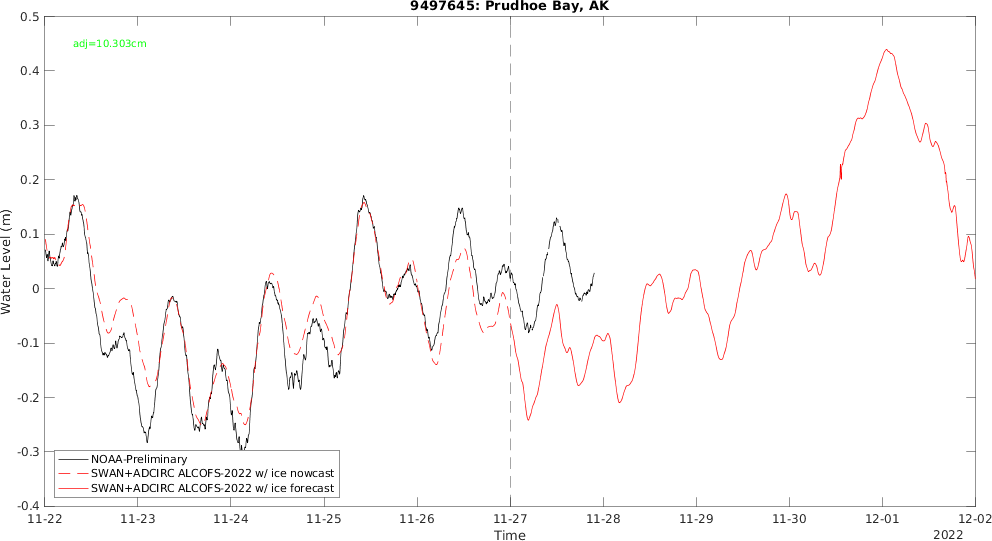 9497645: Prudhoe Bay, AK
adj=10.303cm
0.5
0.4
0.3
0.2
0.1
0
-0.1
-0.2
-0.3
-0.4
Water Level (m)
NOAA-Preliminary
SWAN+ADCIRC ALCOFS-2022 w/ ice nowcast
SWAN+ADCIRC ALCOFS-2022 w/ ice forecast
11-22 11-23 11-24 11-25 11-26 11-27 11-28 11-29 11-30 12-01 12-02
Time
2022